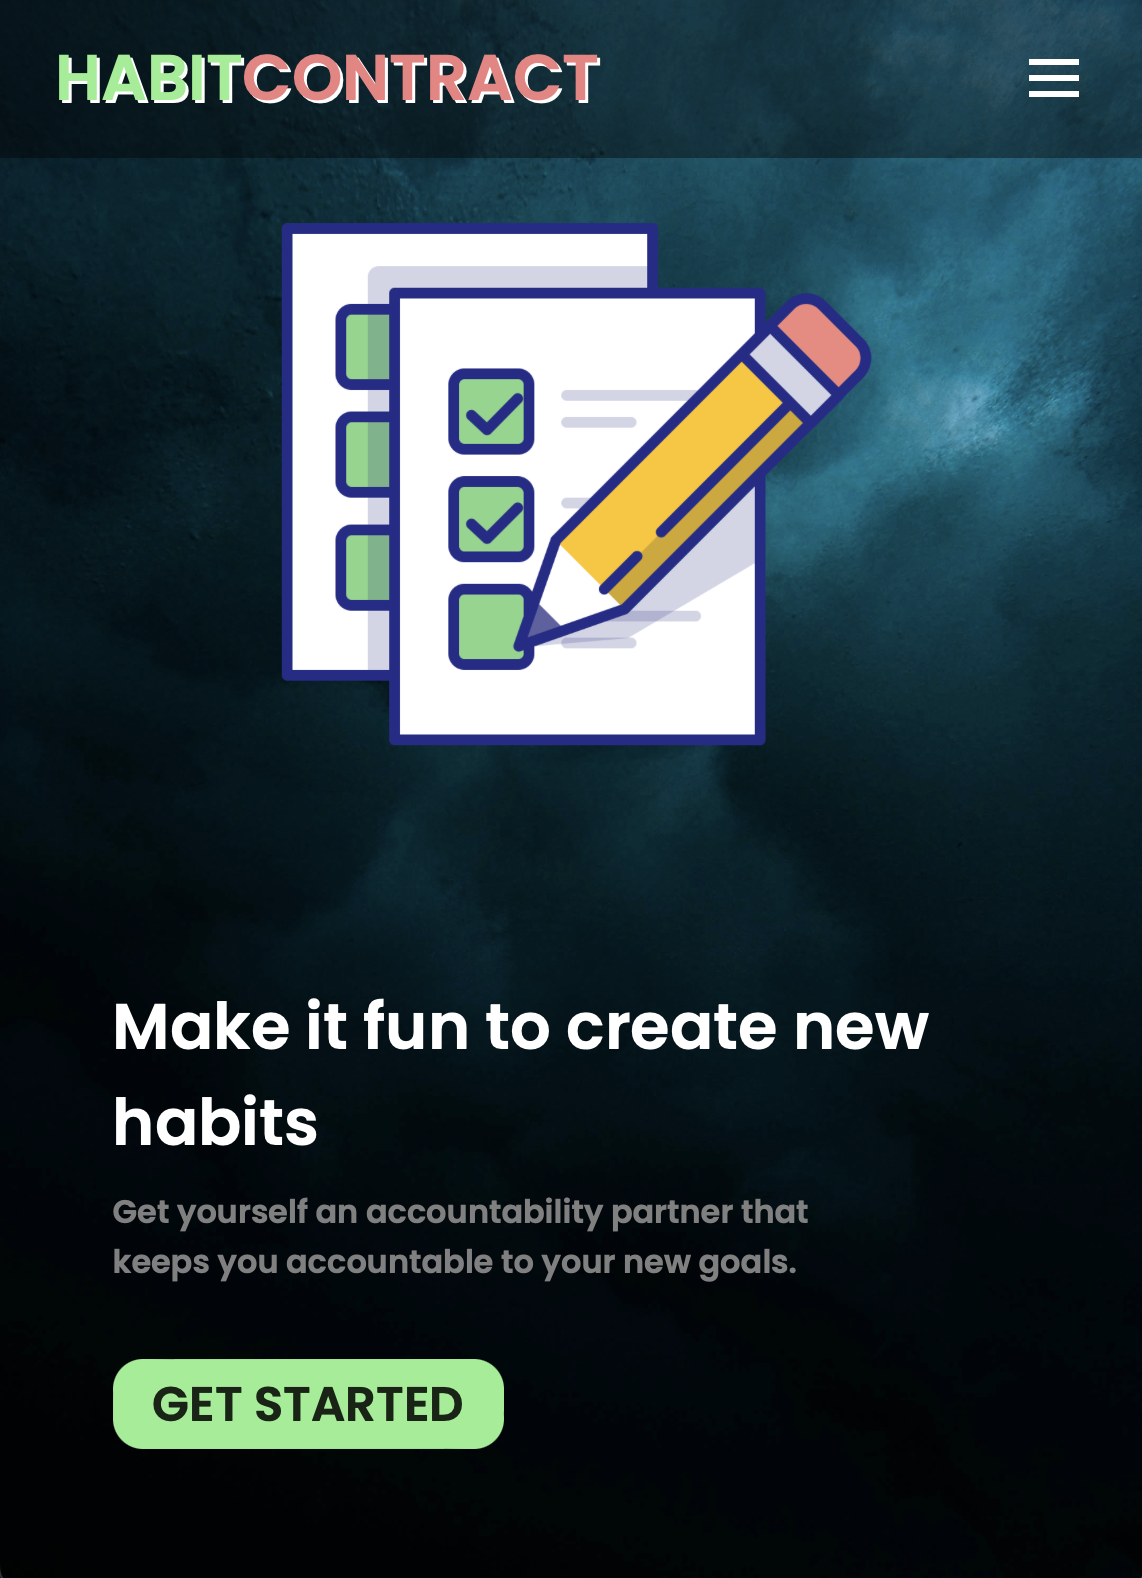 HABITCONTRACT
Make it fun to create new
habits
Get yourself an accountability partner that
keeps you accountable to your new goals.
GET STARTED